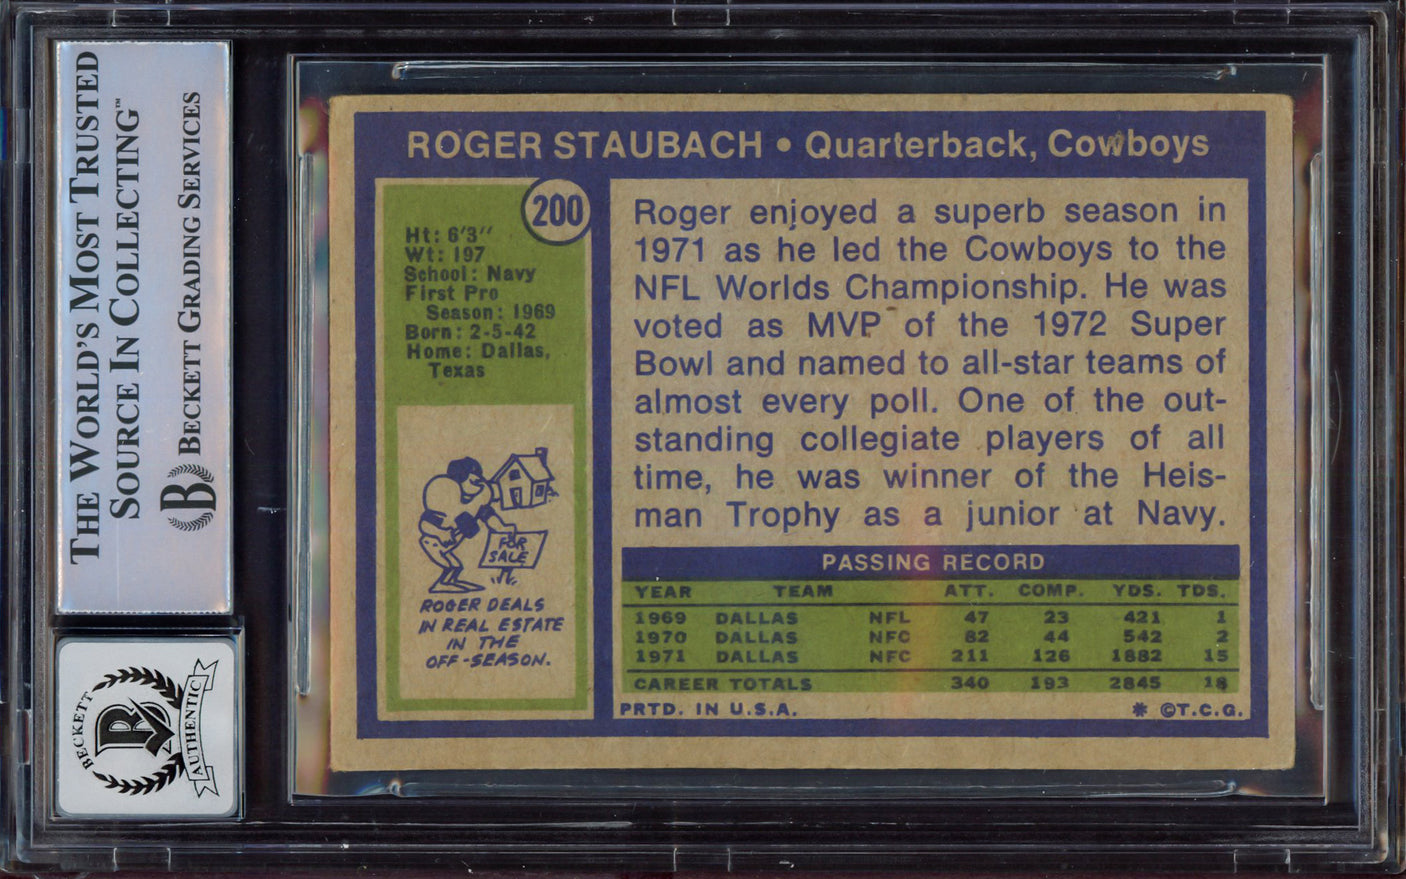 THE WORLD'S MOST TRUSTED
SOURCE IN COLLECTING™
BECKETT GRADING SERVICES
B
BECKETT
B
AUTHENTIC
ROGER STAUBACH • Quarterback, Cowboys
200
Ht: 6'3"
Wt: 197
School: Navy
First Pro
Season: 1969
Born: 2-5-42
Home: Dallas,
Texas
FOR
SALE
ROGER DEALS
IN REAL ESTATE
IN THE
OFF-SEASON.
Roger enjoyed a superb season in
1971 as he led the Cowboys to the
NFL Worlds Championship. He was
voted as MVP of the 1972 Super
Bowl and named to all-star teams of
almost every poll. One of the out-
standing collegiate players of all
time, he was winner of the Heis-
man Trophy as a junior at Navy.
PASSING RECORD
YEAR TEAM ATT. COMP. YDS. TDS.
1969 DALLAS NFL 47 23 421 1
1970 DALLAS NFC 82 44 542 2
1971 DALLAS NFC 211 126 1882 15
CAREER TOTALS 340 193 2845 18
PRTD. IN U.S.A. * ©T.C.G.